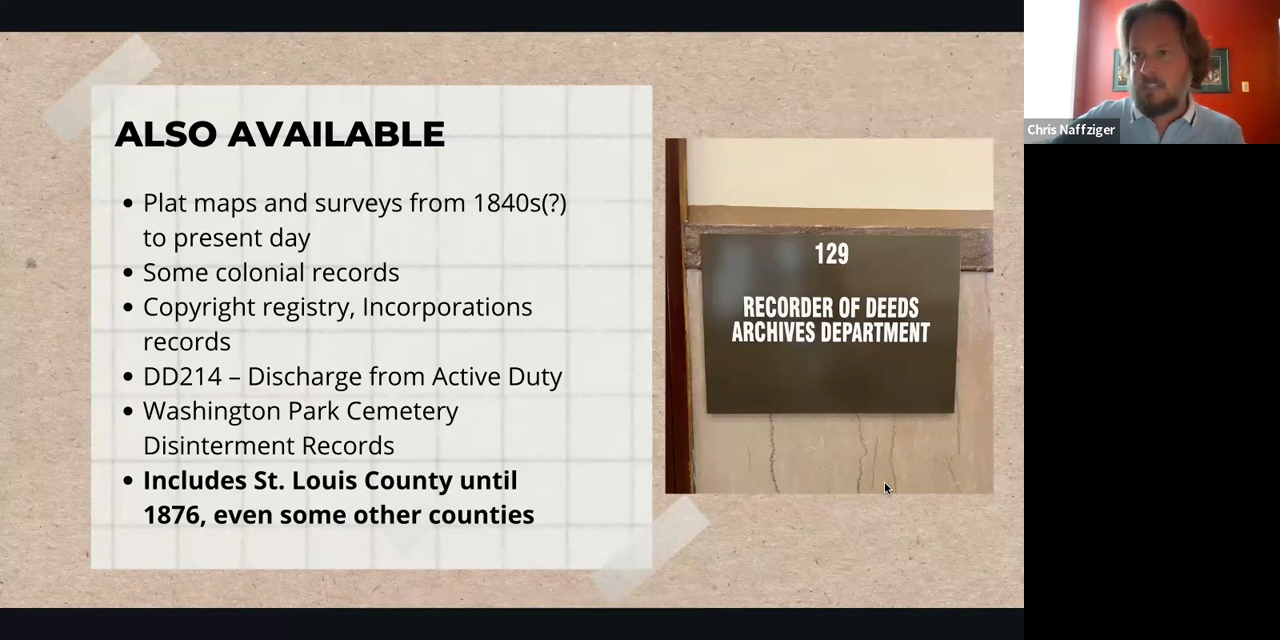 ALSO AVAILABLE
• Plat maps and surveys from 1840s(?)
to present day
• Some colonial records
• Copyright registry, Incorporations
records
• DD214 – Discharge from Active Duty
• Washington Park Cemetery
Disinterment Records
• Includes St. Louis County until
1876, even some other counties
129
RECORDER OF DEEDS
ARCHIVES DEPARTMENT
Chris Naffziger